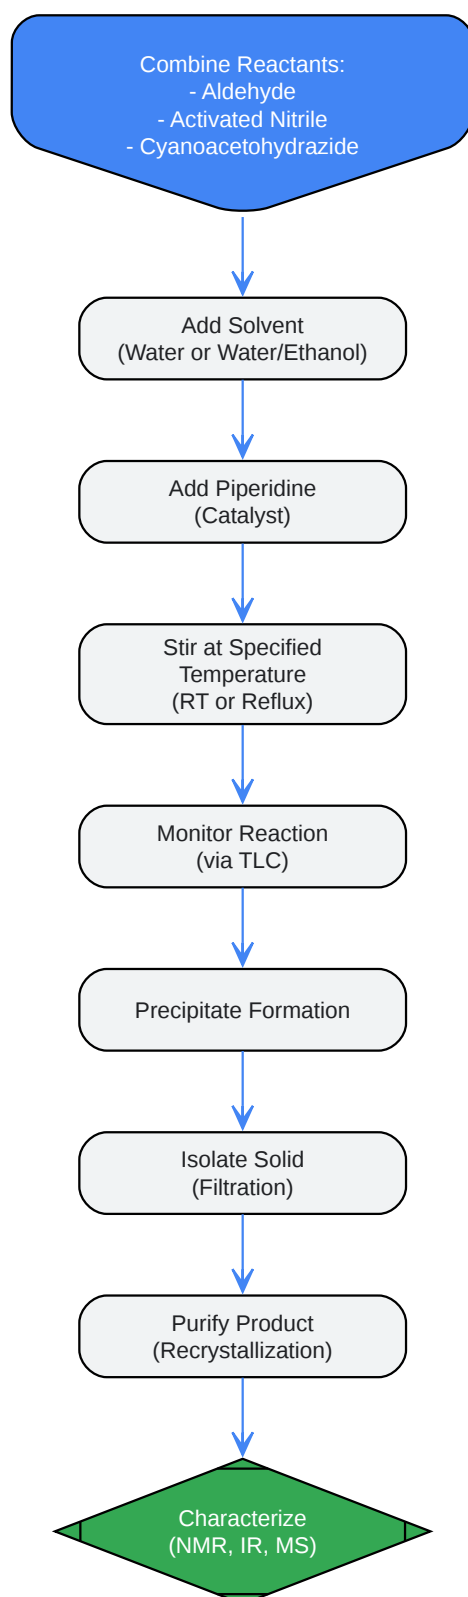 Combine Reactants:
- Aldehyde
- Activated Nitrile
- Cyanoacetohydrazide
Add Solvent
(Water or Water/Ethanol)
Add Piperidine
(Catalyst)
Stir at Specified
Temperature
(RT or Reflux)
Monitor Reaction
(via TLC)
Precipitate Formation
Isolate Solid
(Filtration)
Purify Product
(Recrystallization)
Characterize
(NMR, IR, MS)